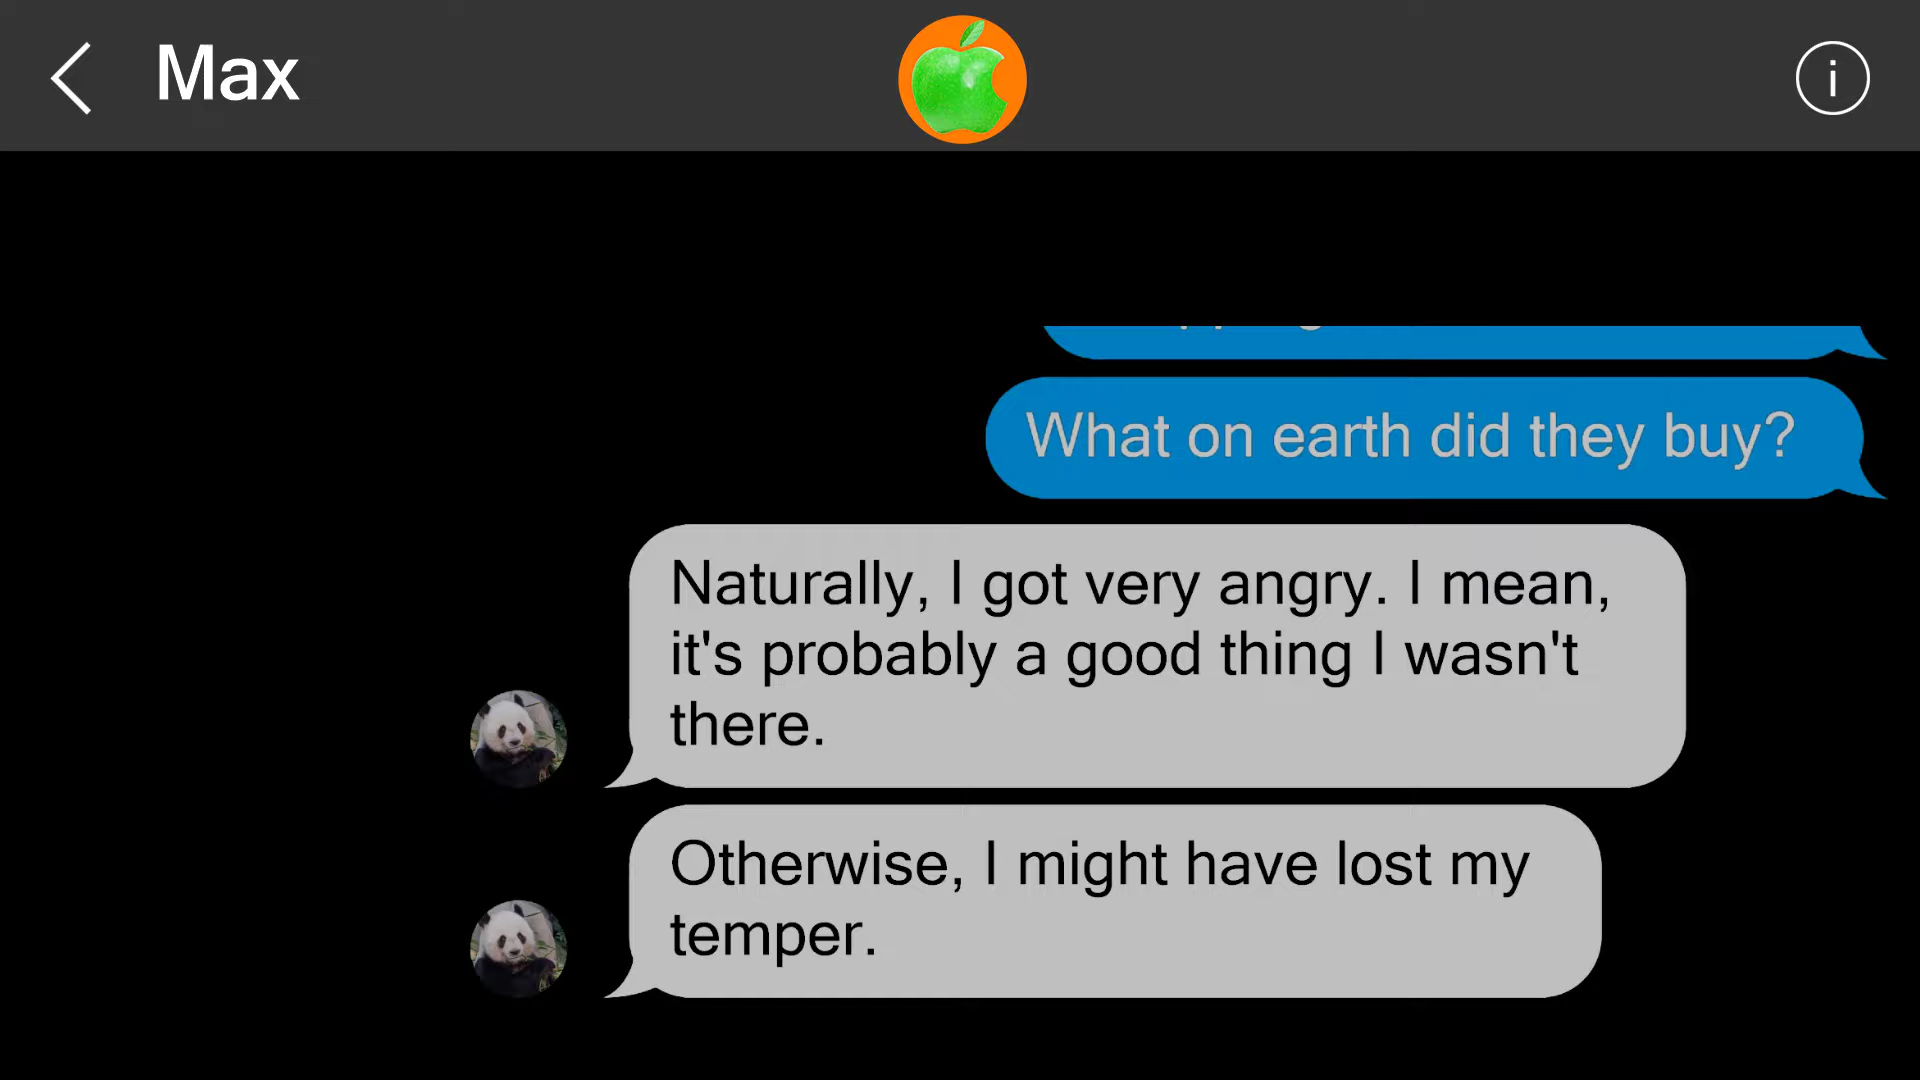 Max
What on earth did they buy?
Naturally, I got very angry. I mean,
it's probably a good thing I wasn't
there.
Otherwise, I might have lost my
temper.